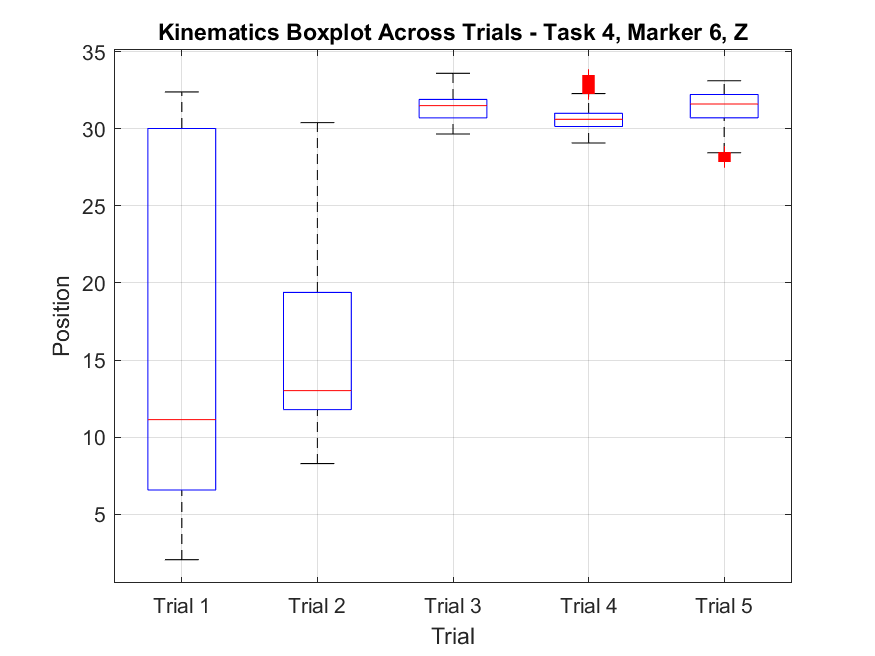 Kinematics Boxplot Across Trials - Task 4, Marker 6, Z
35
30
25
20
15
10
5
Position
Trial 1 Trial 2 Trial 3 Trial 4 Trial 5
Trial